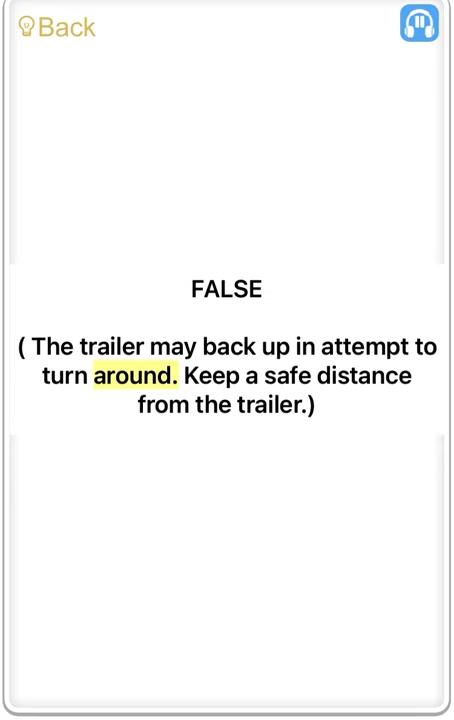 Back
FALSE
( The trailer may back up in attempt to
turn around. Keep a safe distance
from the trailer.)